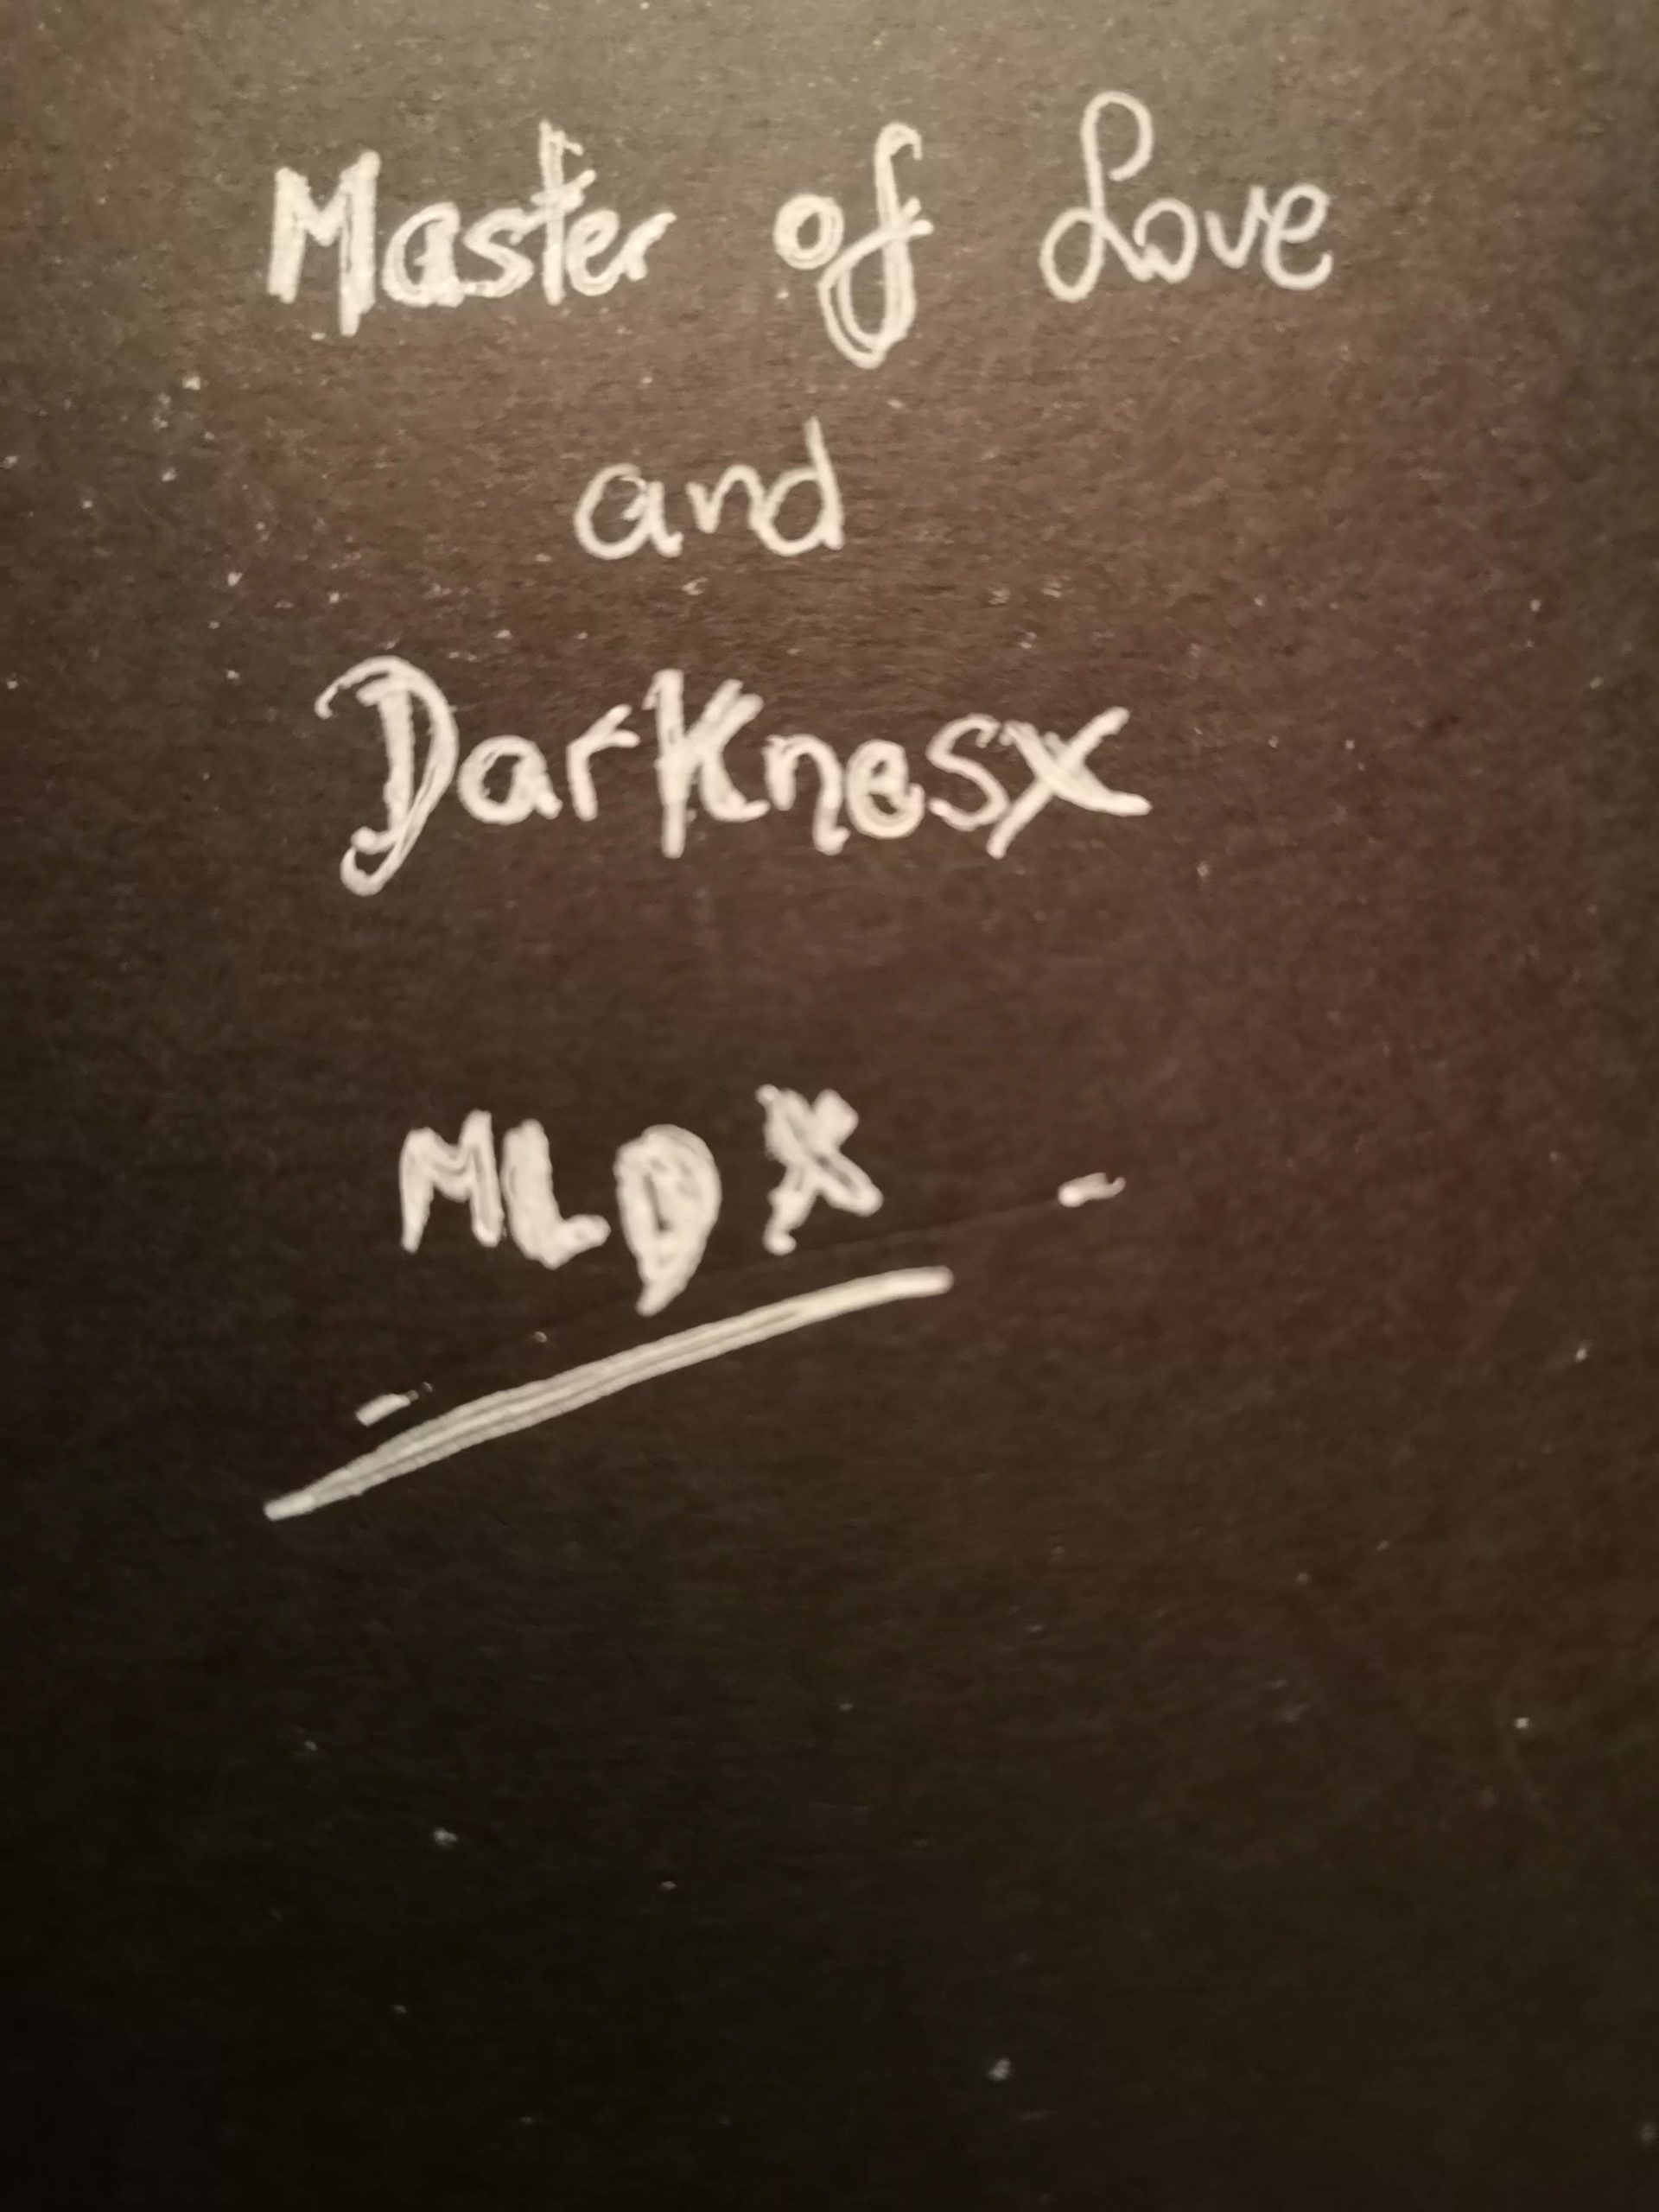 Master of Love
and
DarKnesX
MLDX